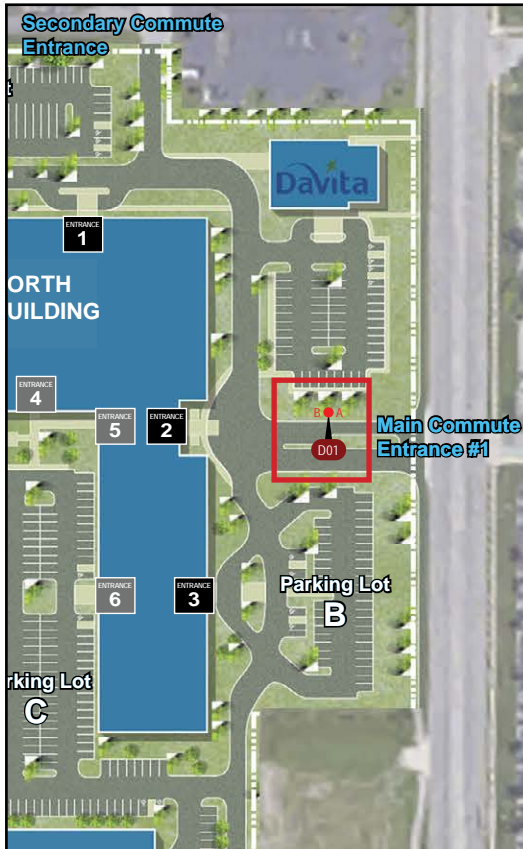 Secondary Commute
Entrance
t
DaVita
ENTRANCE
1
ORTH
UILDING
ENTRANCE
4
ENTRANCE
5
ENTRANCE
2
B A
D01
Main Commute
Entrance #1
ENTRANCE
6
ENTRANCE
3
Parking Lot
B
rking Lot
C